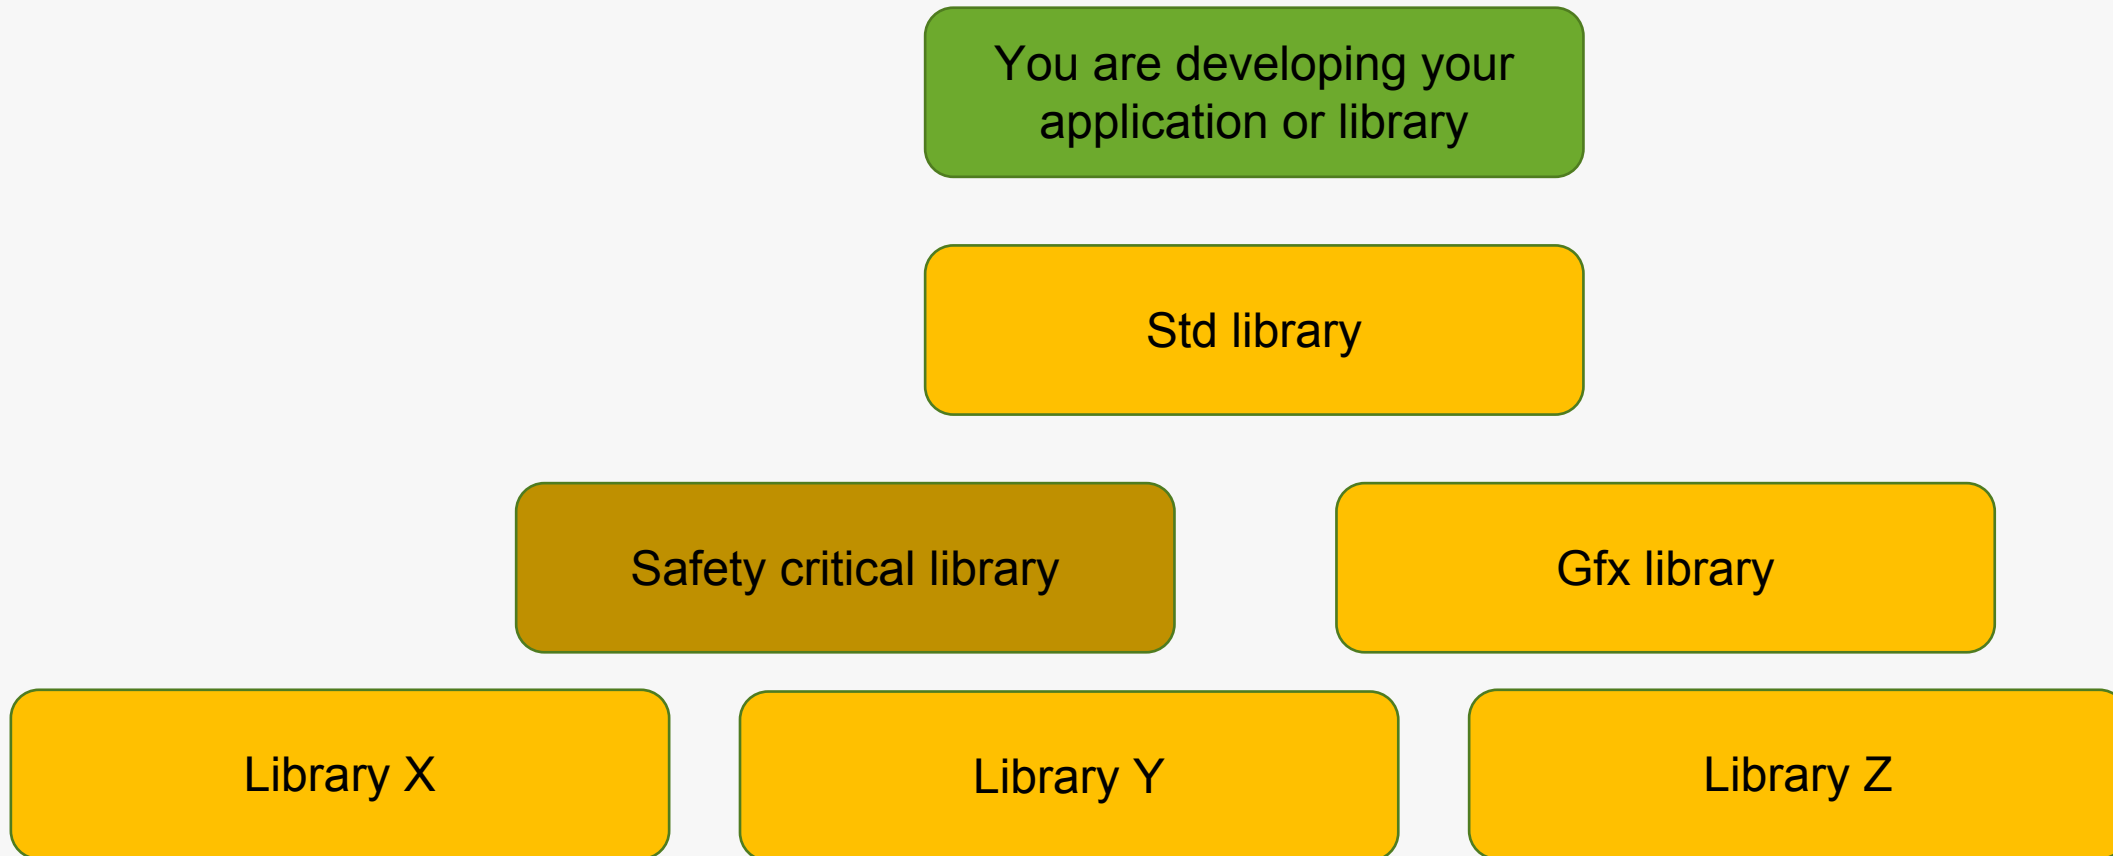 You are developing your
application or library
Std library
Safety critical library
Gfx library
Library X
Library Y
Library Z